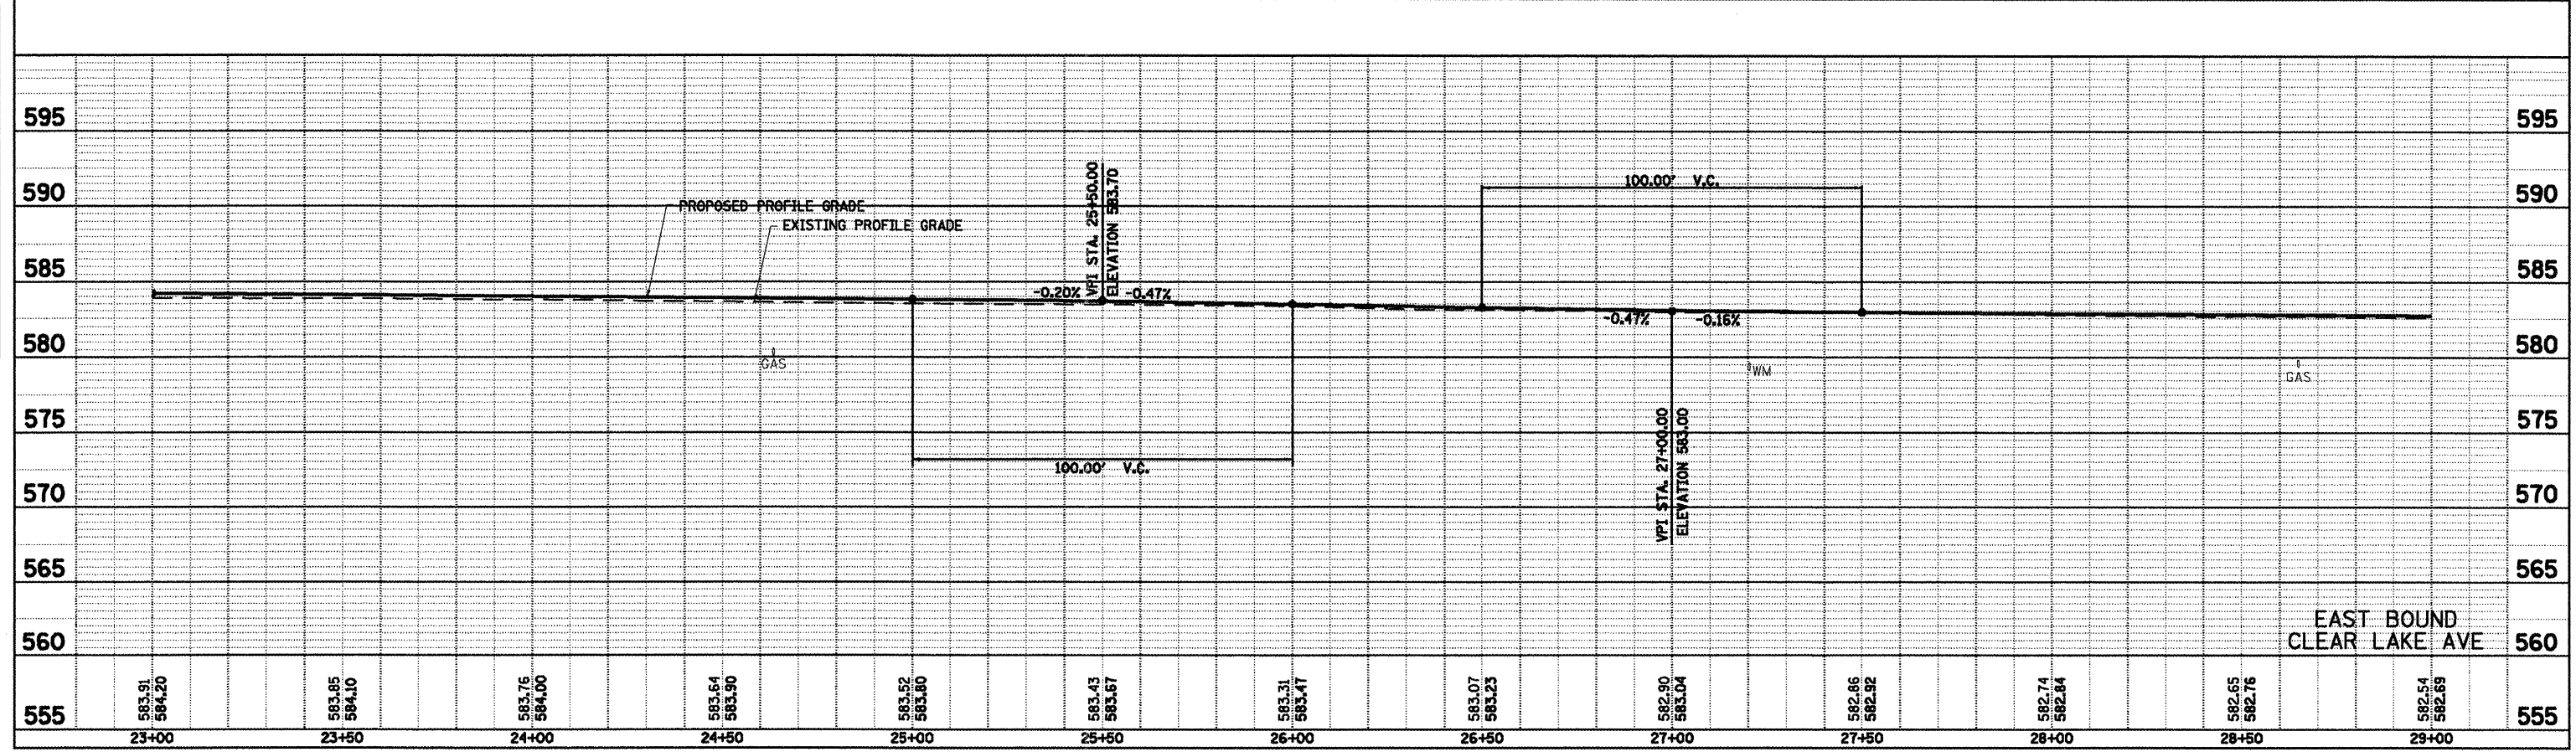 595 595
590 590
585 585
580 580
575 575
570 570
565 565
560 560
555 555
PROPOSED PROFILE GRADE
EXISTING PROFILE GRADE
VPI STA. 25+50.00
ELEVATION 583.70
-0.20% -0.47%
100.00' V.C.
100.00' V.C.
-0.47% -0.16%
VPI STA. 27+00.00
ELEVATION 583.00
GAS
WM
GAS
EAST BOUND
CLEAR LAKE AVE
583.91 583.85 583.76 583.64 583.52 583.43 583.31 583.07 582.90 582.86 582.74 582.65 582.54
584.20 584.10 584.00 583.90 583.80 583.67 583.47 583.23 583.04 582.92 582.84 582.76 582.69
23+00 23+50 24+00 24+50 25+00 25+50 26+00 26+50 27+00 27+50 28+00 28+50 29+00